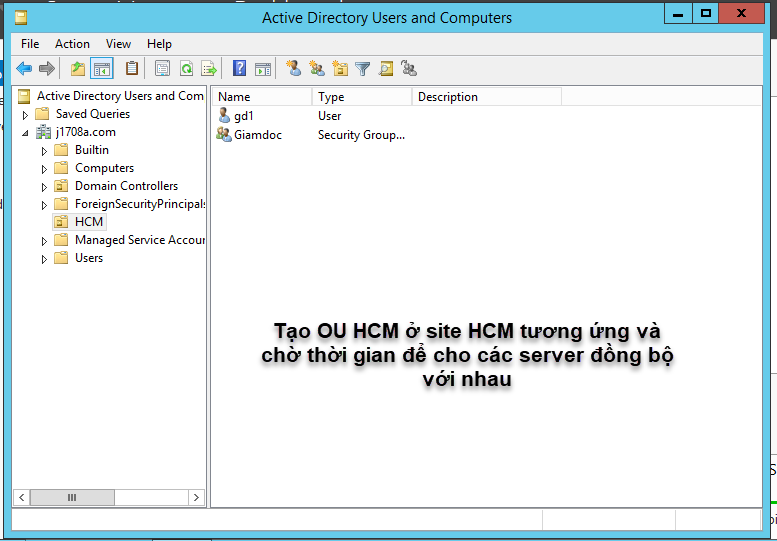 Active Directory Users and Computers
File Action View Help
Active Directory Users and Com
Saved Queries
j1708a.com
Builtin
Computers
Domain Controllers
ForeignSecurityPrincipals
HCM
Managed Service Accour
Users
Name Type Description
gd1 User
Giamdoc Security Group...
Tạo OU HCM ở site HCM tương ứng và
chờ thời gian để cho các server đồng bộ
với nhau